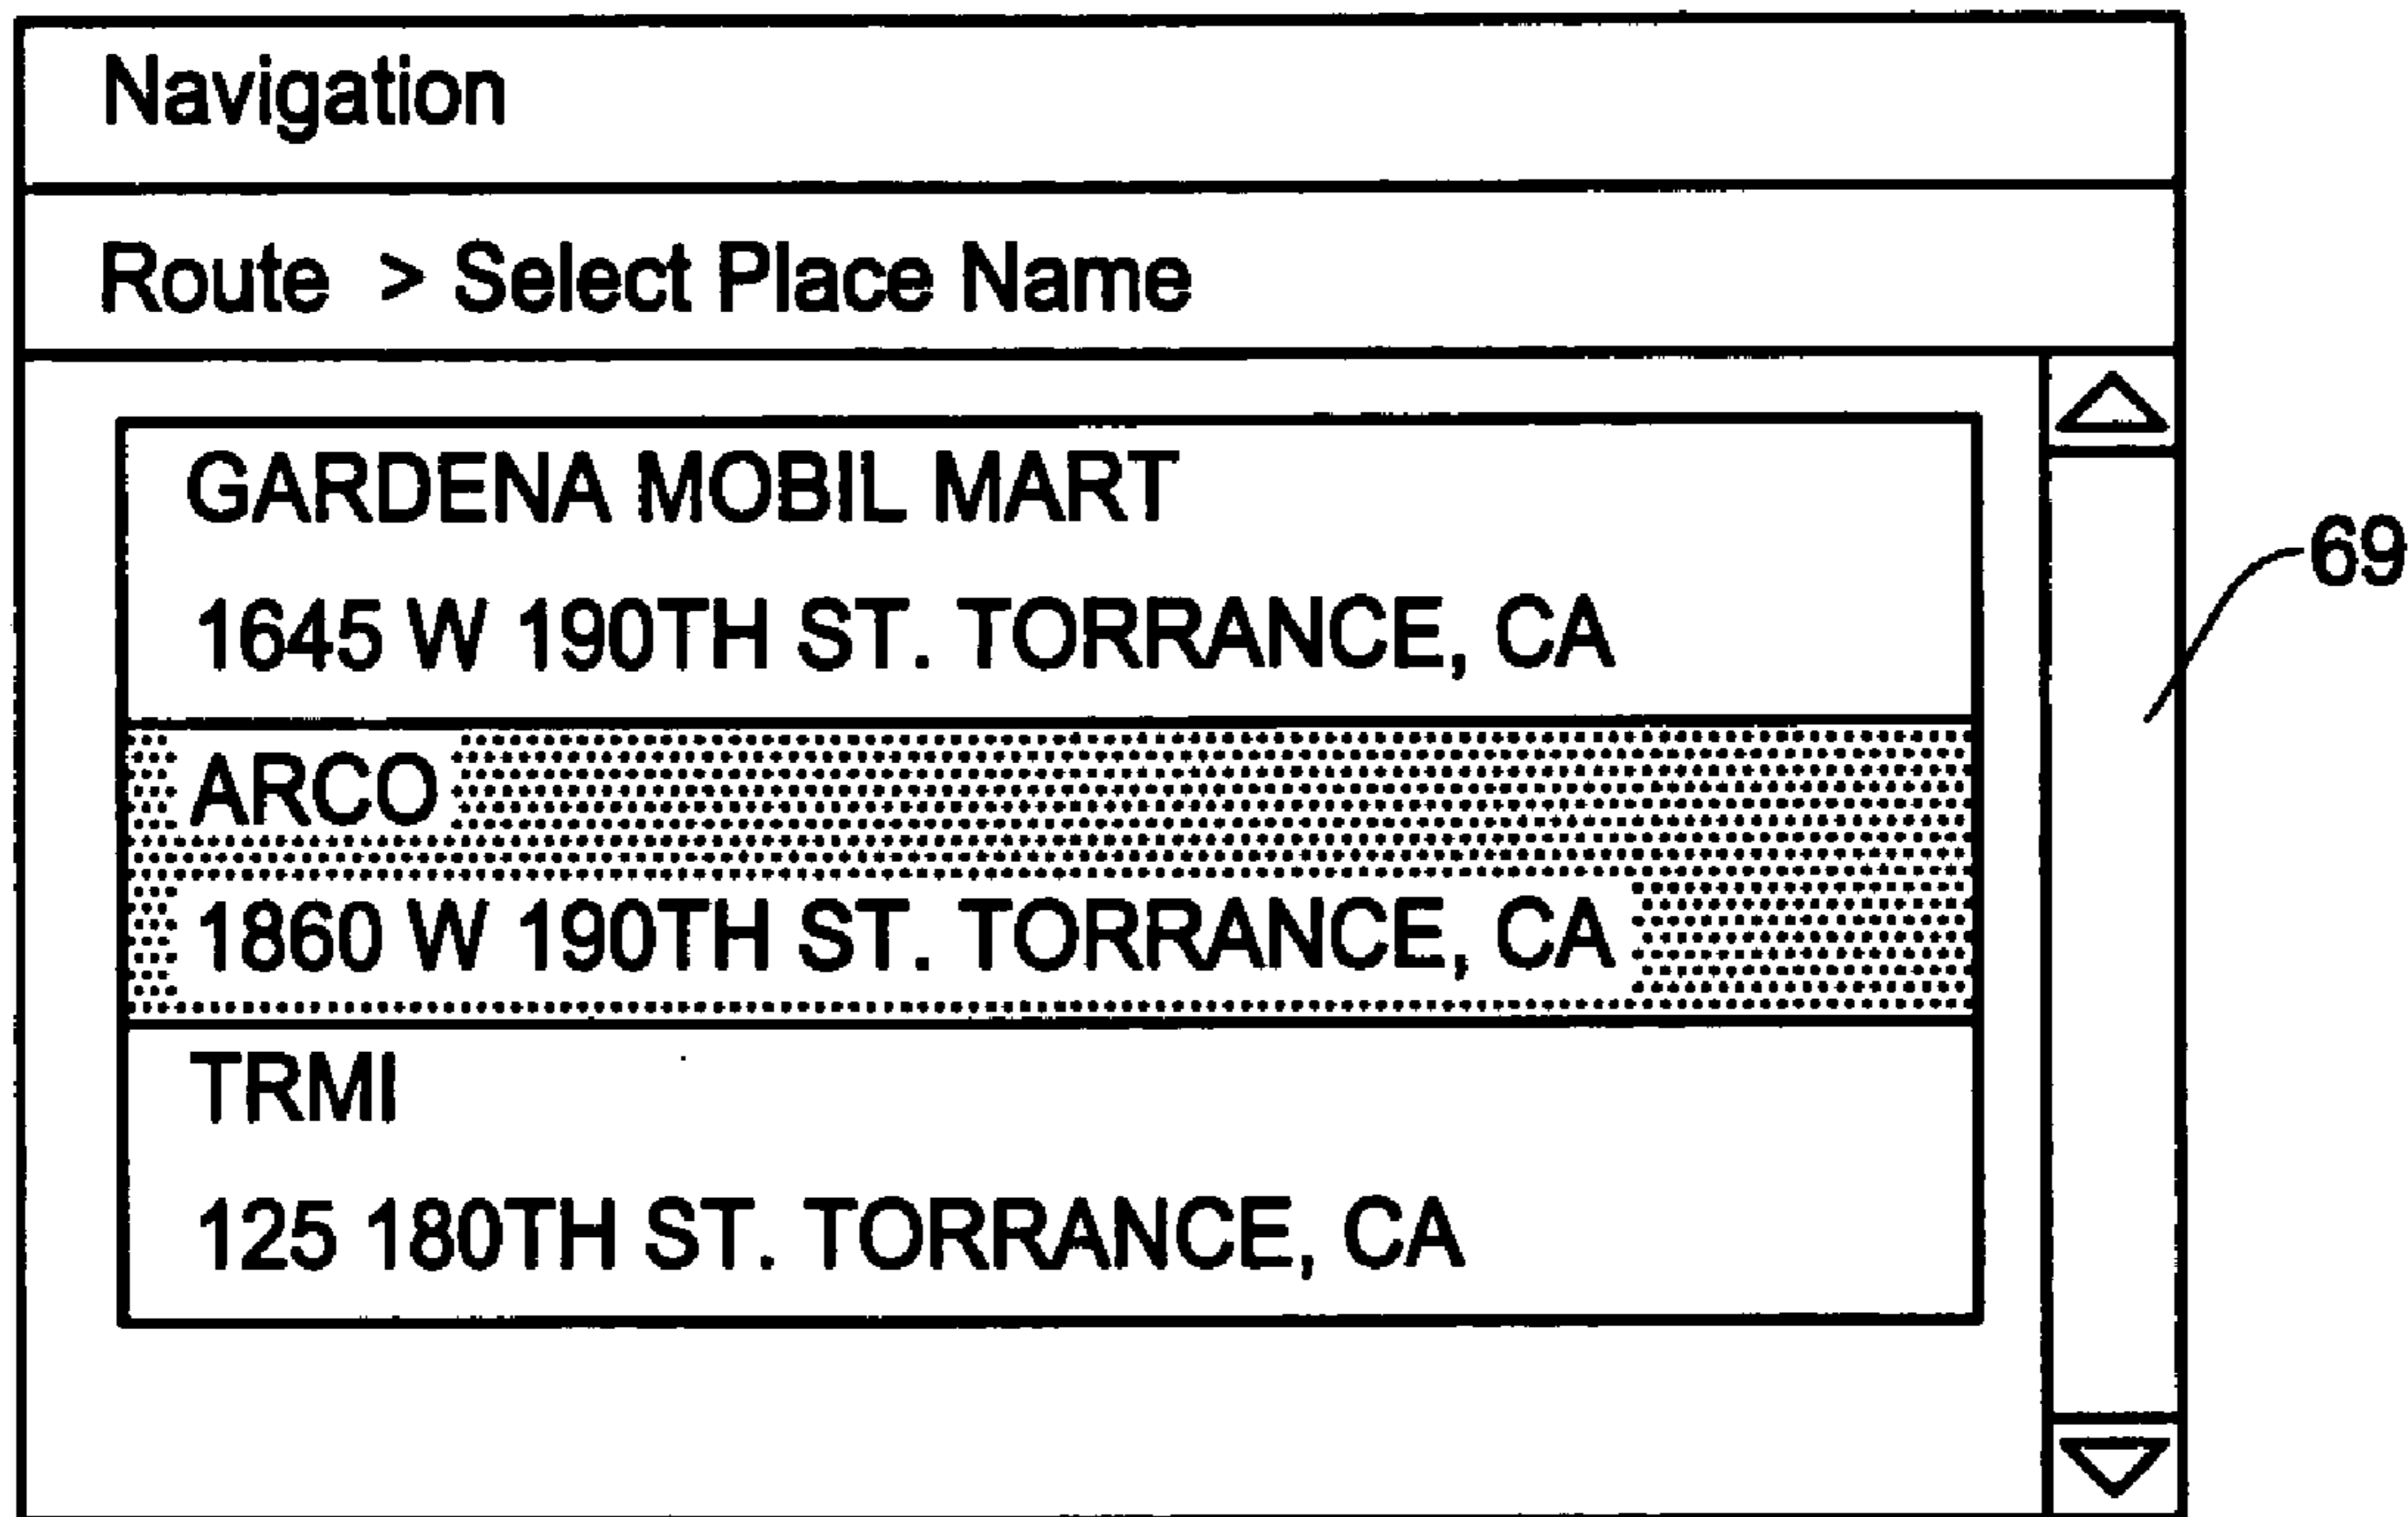 Navigation
Route > Select Place Name
GARDENA MOBIL MART
1645 W 190TH ST. TORRANCE, CA
69
ARCO
1860 W 190TH ST. TORRANCE, CA
TRMI
125 180TH ST. TORRANCE, CA